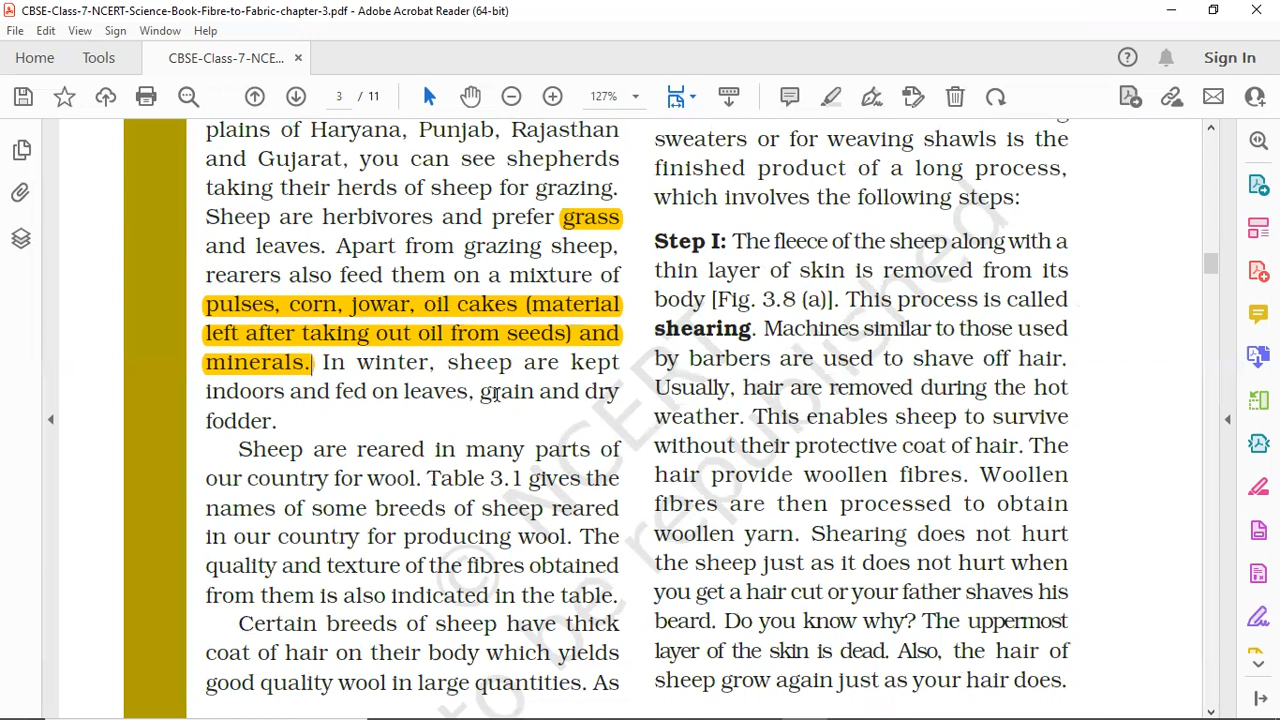 CBSE-Class-7-NCERT-Science-Book-Fibre-to-Fabric-chapter-3.pdf - Adobe Acrobat Reader (64-bit)
File Edit View Sign Window Help
Home Tools CBSE-Class-7-NCE... × Sign In
3 / 11 127%
plains of Haryana, Punjab, Rajasthan
and Gujarat, you can see shepherds
taking their herds of sheep for grazing.
Sheep are herbivores and prefer grass
and leaves. Apart from grazing sheep,
rearers also feed them on a mixture of
pulses, corn, jowar, oil cakes (material
left after taking out oil from seeds) and
minerals. In winter, sheep are kept
indoors and fed on leaves, grain and dry
fodder.
Sheep are reared in many parts of
our country for wool. Table 3.1 gives the
names of some breeds of sheep reared
in our country for producing wool. The
quality and texture of the fibres obtained
from them is also indicated in the table.
Certain breeds of sheep have thick
coat of hair on their body which yields
good quality wool in large quantities. As
sweaters or for weaving shawls is the
finished product of a long process,
which involves the following steps:
Step I: The fleece of the sheep along with a
thin layer of skin is removed from its
body [Fig. 3.8 (a)]. This process is called
shearing. Machines similar to those used
by barbers are used to shave off hair.
Usually, hair are removed during the hot
weather. This enables sheep to survive
without their protective coat of hair. The
hair provide woollen fibres. Woollen
fibres are then processed to obtain
woollen yarn. Shearing does not hurt
the sheep just as it does not hurt when
you get a hair cut or your father shaves his
beard. Do you know why? The uppermost
layer of the skin is dead. Also, the hair of
sheep grow again just as your hair does.
© NCERT
to be republished